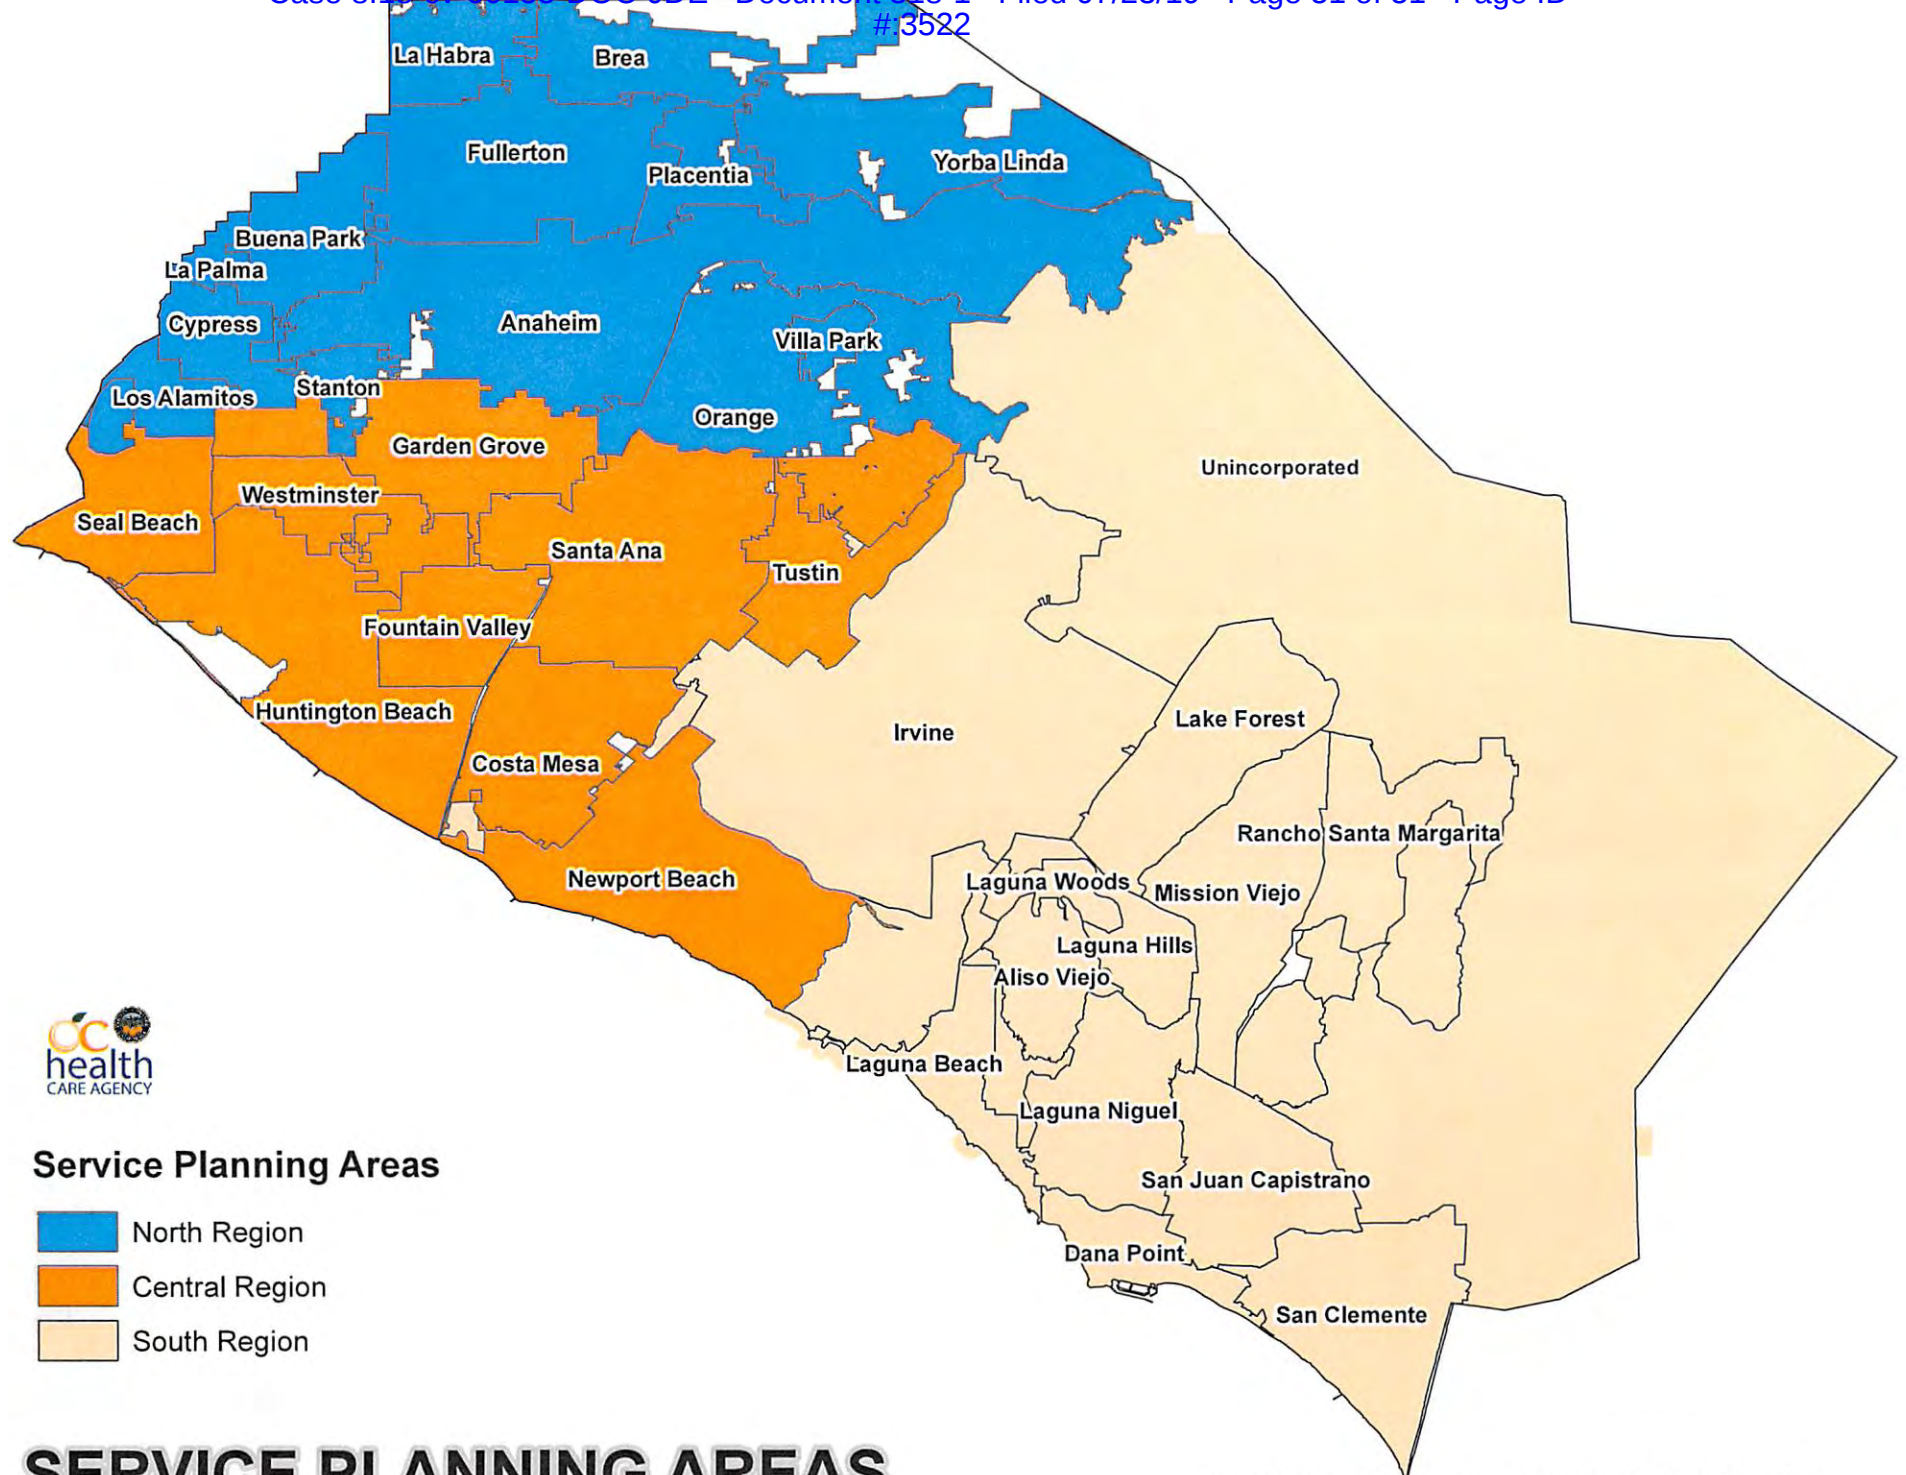 #:3522
La Habra
Brea
Fullerton
Placentia
Yorba Linda
Buena Park
La Palma
Cypress
Anaheim
Villa Park
Los Alamitos
Stanton
Orange
Garden Grove
Unincorporated
Westminster
Seal Beach
Santa Ana
Tustin
Fountain Valley
Huntington Beach
Irvine
Lake Forest
Costa Mesa
Rancho Santa Margarita
Newport Beach
Laguna Woods
Mission Viejo
Laguna Hills
Aliso Viejo
Laguna Beach
Laguna Niguel
San Juan Capistrano
Dana Point
San Clemente
OC
health
CARE AGENCY
Service Planning Areas
North Region
Central Region
South Region
SERVICE PLANNING AREAS